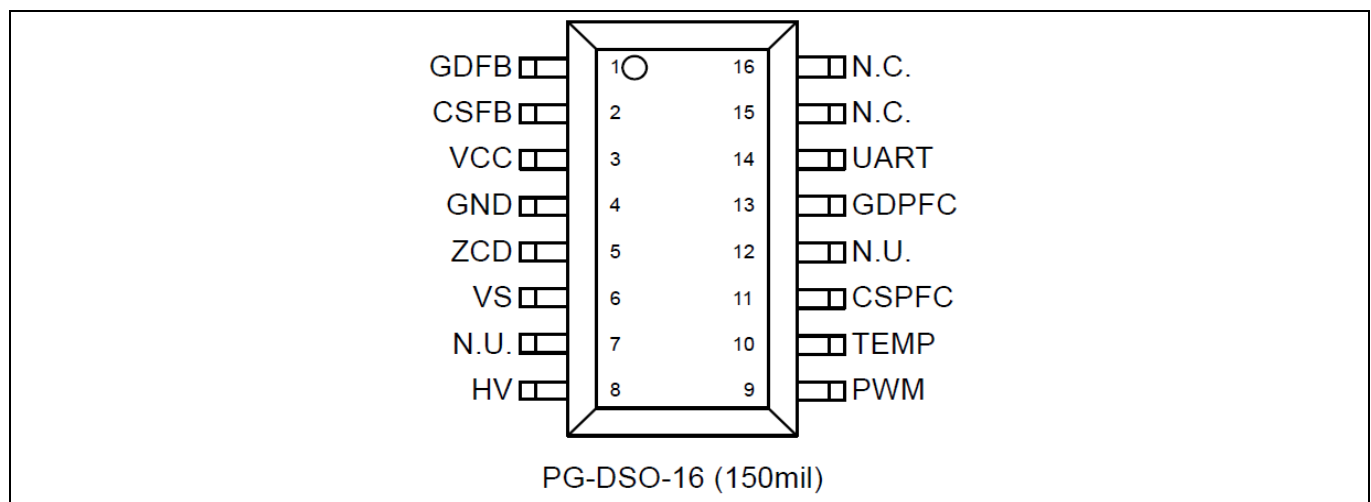 GDFB 1 16 N.C.
CSFB 2 15 N.C.
VCC 3 14 UART
GND 4 13 GDPFC
ZCD 5 12 N.U.
VS 6 11 CSPFC
N.U. 7 10 TEMP
HV 8 9 PWM
PG-DSO-16 (150mil)